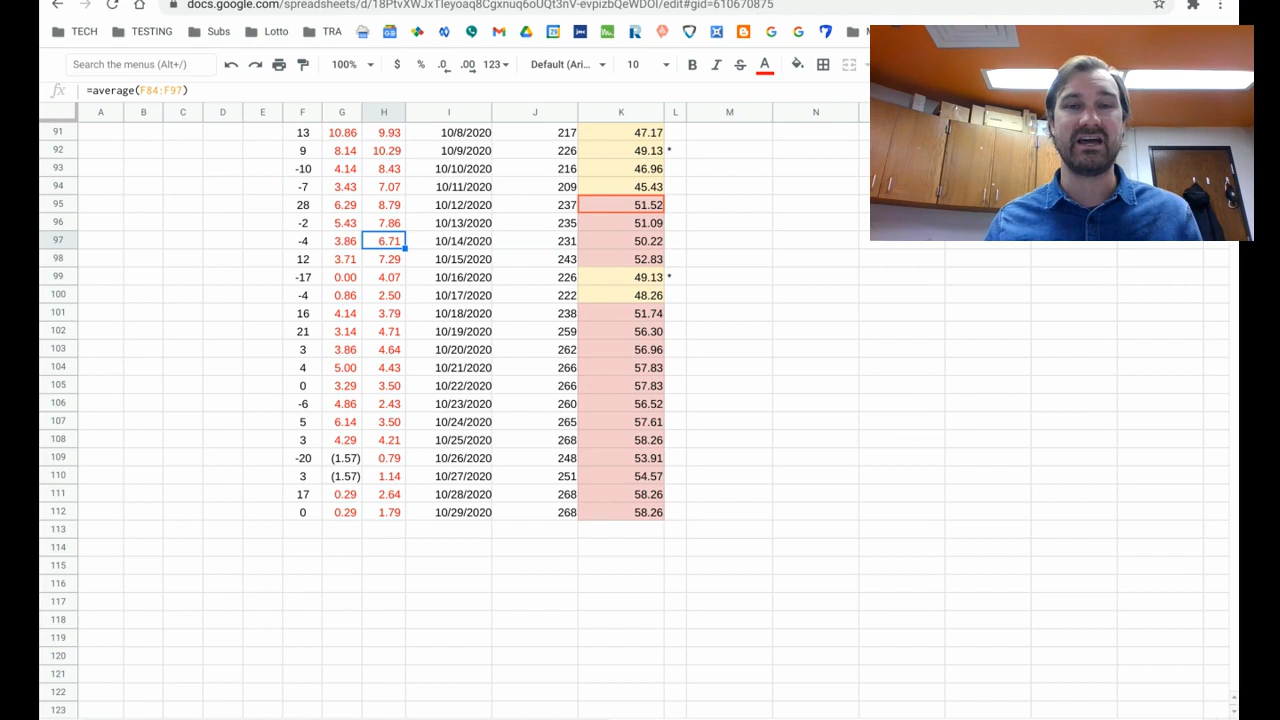 docs.google.com/spreadsheets/d/18PtvXWJxTleyoaq8Cgxnuq6oUQt3nV-evpizbQeWDOI/edit#gid=610670875
TECH TESTING Subs Lotto TRA
Search the menus (Alt+/) 100% $ % .0 .00 123 Default (Ari... 10 B I S A
fx =average(F84:F97)
A B C D E F G H I J K L M N
91 13 10.86 9.93 10/8/2020 217 47.17
92 9 8.14 10.29 10/9/2020 226 49.13 *
93 -10 4.14 8.43 10/10/2020 216 46.96
94 -7 3.43 7.07 10/11/2020 209 45.43
95 28 6.29 8.79 10/12/2020 237 51.52
96 -2 5.43 7.86 10/13/2020 235 51.09
97 -4 3.86 6.71 10/14/2020 231 50.22
98 12 3.71 7.29 10/15/2020 243 52.83
99 -17 0.00 4.07 10/16/2020 226 49.13 *
100 -4 0.86 2.50 10/17/2020 222 48.26
101 16 4.14 3.79 10/18/2020 238 51.74
102 21 3.14 4.71 10/19/2020 259 56.30
103 3 3.86 4.64 10/20/2020 262 56.96
104 4 5.00 4.43 10/21/2020 266 57.83
105 0 3.29 3.50 10/22/2020 266 57.83
106 -6 4.86 2.43 10/23/2020 260 56.52
107 5 6.14 3.50 10/24/2020 265 57.61
108 3 4.29 4.21 10/25/2020 268 58.26
109 -20 (1.57) 0.79 10/26/2020 248 53.91
110 3 (1.57) 1.14 10/27/2020 251 54.57
111 17 0.29 2.64 10/28/2020 268 58.26
112 0 0.29 1.79 10/29/2020 268 58.26
113
114
115
116
117
118
119
120
121
122
123